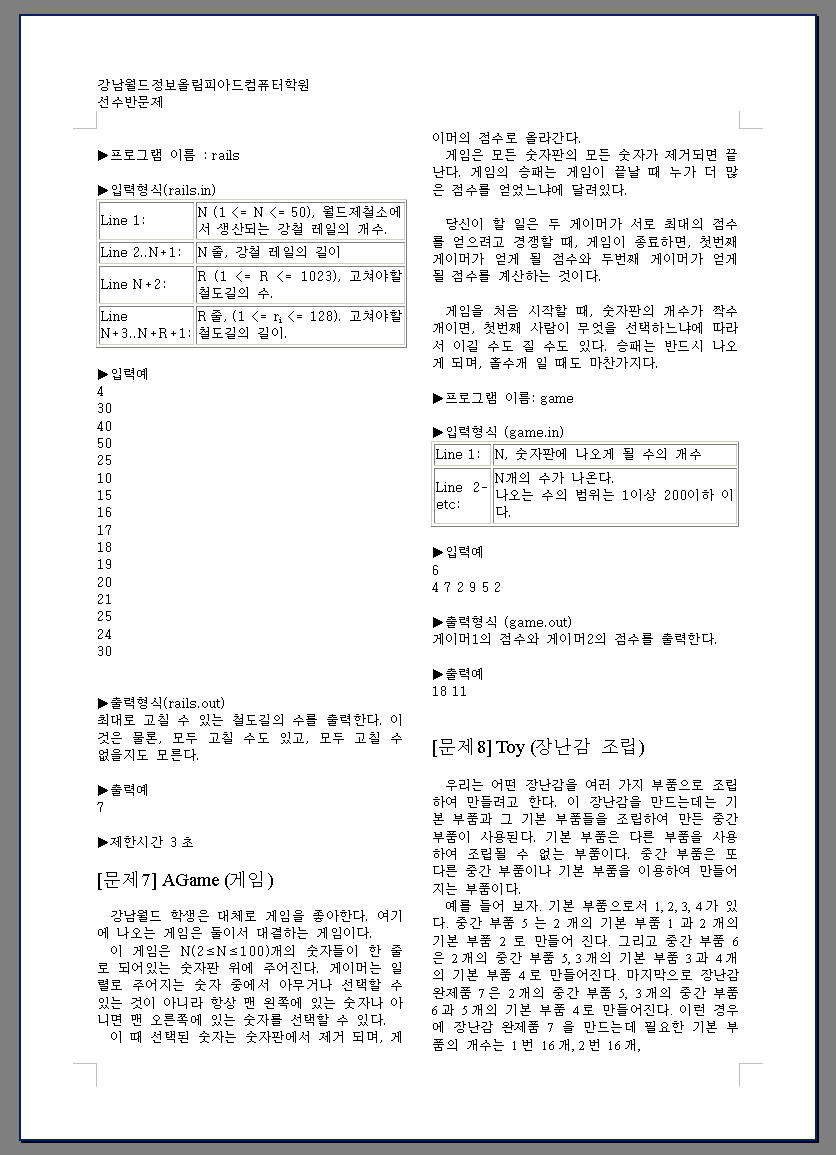 강남월드정보올림피아드컴퓨터학원
선수반문제
▶프로그램 이름 : rails
▶입력형식(rails.in)
Line 1:
N (1 <= N <= 50), 월드제철소에
서 생산되는 강철 레일의 개수.
Line 2..N+1:
N 줄, 강철 레일의 길이
Line N+2:
R (1 <= R <= 1023), 고쳐야할
철도길의 수.
Line
N+3..N+R+1:
R 줄, (1 <= ri <= 128). 고쳐야할
철도길의 길이.
▶입력예
4
30
40
50
25
10
15
16
17
18
19
20
21
25
24
30
▶출력형식(rails.out)
최대로 고칠 수 있는 철도길의 수를 출력한다. 이
것은 물론, 모두 고칠 수도 있고, 모두 고칠 수
없을지도 모른다.
▶출력예
7
▶제한시간 3 초
[문제7] AGame (게임)
강남월드 학생은 대체로 게임을 좋아한다. 여기
에 나오는 게임은 둘이서 대결하는 게임이다.
이 게임은 N(2≤N≤100)개의 숫자들이 한 줄
로 되어있는 숫자판 위에 주어진다. 게이머는 일
렬로 주어지는 숫자 중에서 아무거나 선택할 수
있는 것이 아니라 항상 맨 왼쪽에 있는 숫자나 아
니면 맨 오른쪽에 있는 숫자를 선택할 수 있다.
이 때 선택된 숫자는 숫자판에서 제거 되며, 게
이머의 점수로 올라간다.
게임은 모든 숫자판의 모든 숫자가 제거되면 끝
난다. 게임의 승패는 게임이 끝날 때 누가 더 많
은 점수를 얻었느냐에 달려있다.
당신이 할 일은 두 게이머가 서로 최대의 점수
를 얻으려고 경쟁할 때, 게임이 종료하면, 첫번째
게이머가 얻게 될 점수와 두번째 게이머가 얻게
될 점수를 계산하는 것이다.
게임을 처음 시작할 때, 숫자판의 개수가 짝수
개이면, 첫번째 사람이 무엇을 선택하느냐에 따라
서 이길 수도 질 수도 있다. 승패는 반드시 나오
게 되며, 홀수개 일 때도 마찬가지다.
▶프로그램 이름: game
▶입력형식 (game.in)
Line 1:
N, 숫자판에 나오게 될 수의 개수
Line 2-
etc:
N개의 수가 나온다.
나오는 수의 범위는 1이상 200이하 이
다.
▶입력예
6
4 7 2 9 5 2
▶출력형식 (game.out)
게이머1의 점수와 게이머2의 점수를 출력한다.
▶출력예
18 11
[문제8] Toy (장난감 조립)
우리는 어떤 장난감을 여러 가지 부품으로 조립
하여 만들려고 한다. 이 장난감을 만드는데는 기
본 부품과 그 기본 부품들을 조립하여 만든 중간
부품이 사용된다. 기본 부품은 다른 부품을 사용
하여 조립될 수 없는 부품이다. 중간 부품은 또
다른 중간 부품이나 기본 부품을 이용하여 만들어
지는 부품이다.
예를 들어 보자. 기본 부품으로서 1, 2, 3, 4 가 있
다. 중간 부품 5 는 2 개의 기본 부품 1 과 2 개의
기본 부품 2 로 만들어 진다. 그리고 중간 부품 6
은 2 개의 중간 부품 5, 3 개의 기본 부품 3 과 4 개
의 기본 부품 4 로 만들어진다. 마지막으로 장난감
완제품 7 은 2 개의 중간 부품 5, 3 개의 중간 부품
6 과 5 개의 기본 부품 4 로 만들어진다. 이런 경우
에 장난감 완제품 7 을 만드는데 필요한 기본 부
품의 개수는 1 번 16 개, 2 번 16 개,